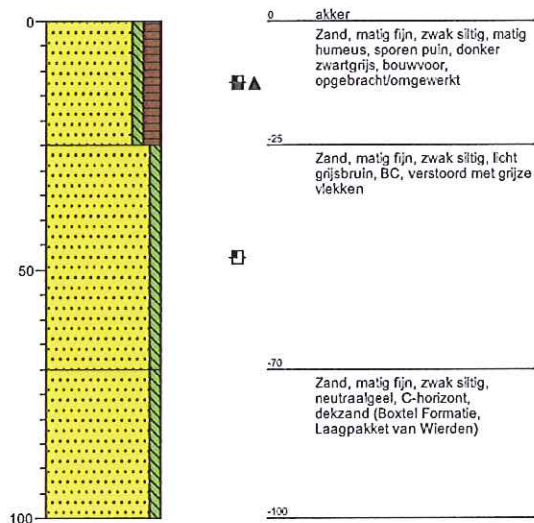 0
0
akker
Zand, matig fijn, zwak siltig, matig
humeus, sporen puin, donker
zwartgrijs, bouwvoor,
opgebracht/omgewerkt
-25
Zand, matig fijn, zwak siltig, licht
grijsbruin, BC, verstoord met grijze
vlekken
50
-70
Zand, matig fijn, zwak siltig,
neutraalgeel, C-horizont,
dekzand (Boxtel Formatie,
Laagpakket van Wierden)
100
-100